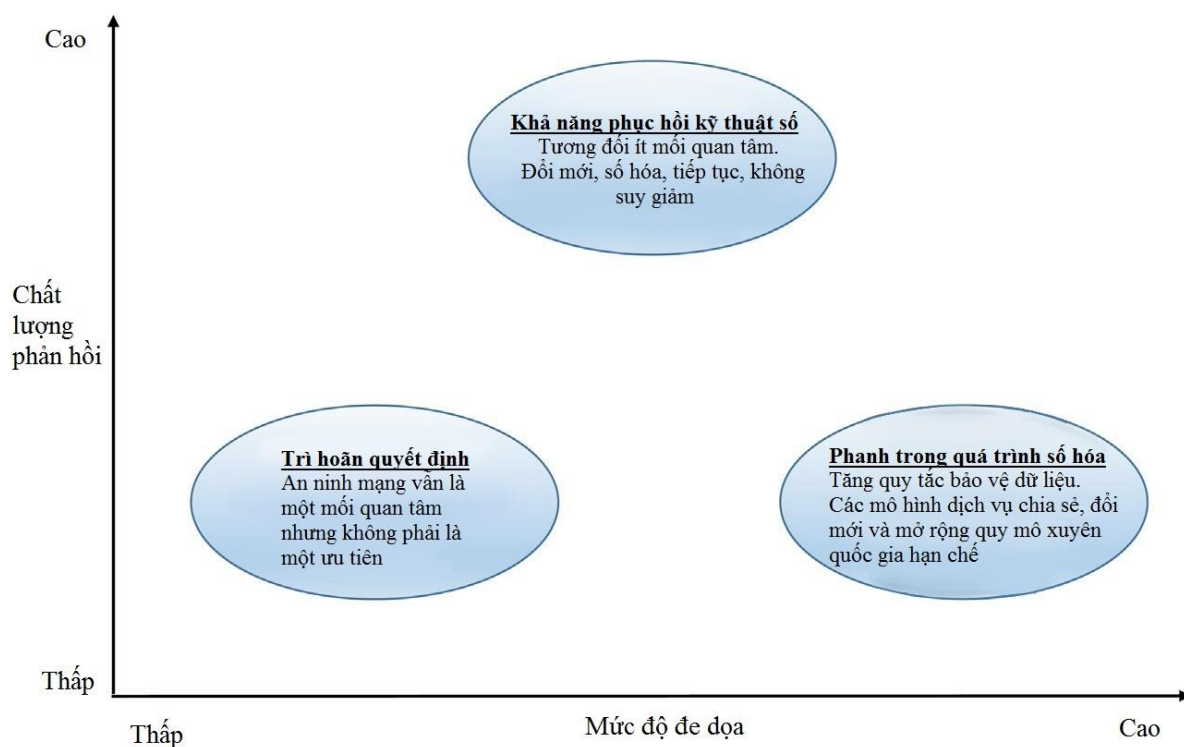 Cao
Khả năng phục hồi kỹ thuật số
Tương đối ít mối quan tâm.
Đổi mới, số hóa, tiếp tục, không
suy giảm
Chất
lượng
phản hồi
Trì hoãn quyết định
An ninh mạng vẫn là
một mối quan tâm
nhưng không phải là
một ưu tiên
Phanh trong quá trình số hóa
Tăng quy tắc bảo vệ dữ liệu.
Các mô hình dịch vụ chia sẻ, đổi
mới và mở rộng quy mô xuyên
quốc gia hạn chế
Thấp
Thấp
Mức độ đe dọa
Cao